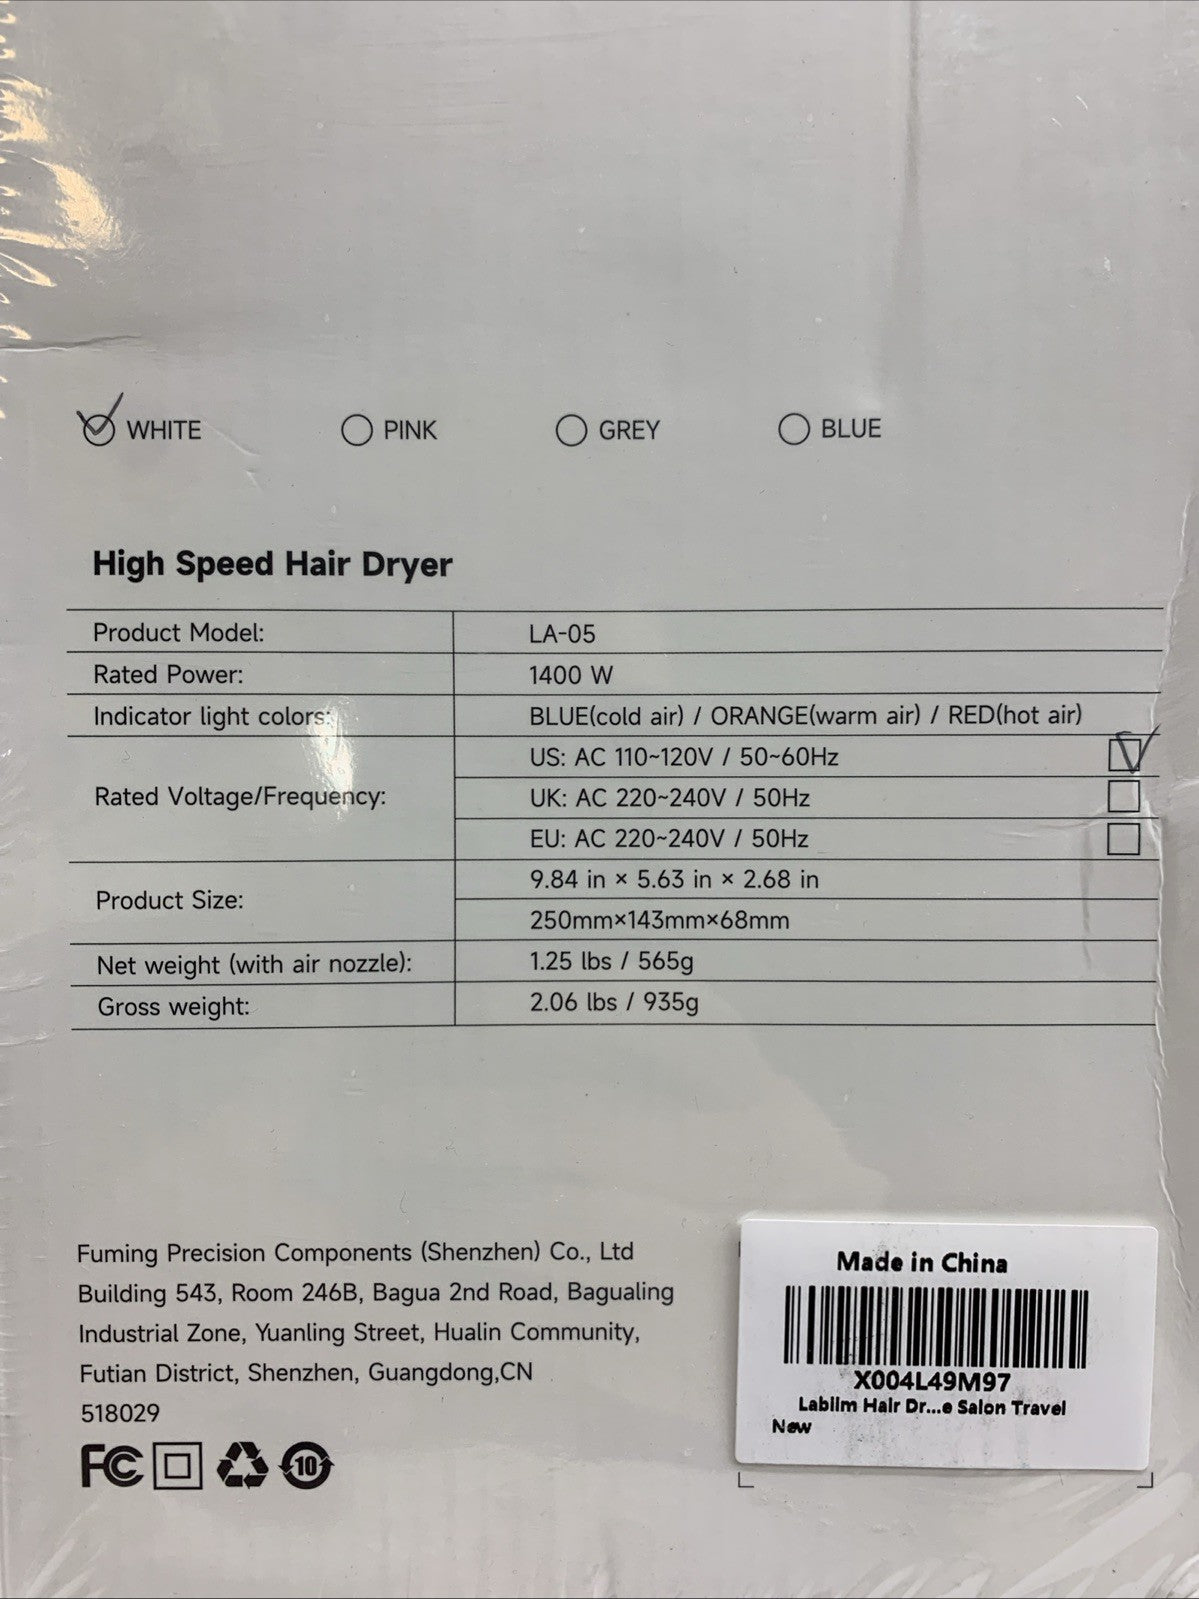 WHITE PINK GREY BLUE
High Speed Hair Dryer
Product Model: LA-05
Rated Power: 1400 W
Indicator light colors: BLUE(cold air) / ORANGE(warm air) / RED(hot air)
Rated Voltage/Frequency:
US: AC 110~120V / 50~60Hz
UK: AC 220~240V / 50Hz
EU: AC 220~240V / 50Hz
Product Size:
9.84 in × 5.63 in × 2.68 in
250mm×143mm×68mm
Net weight (with air nozzle): 1.25 lbs / 565g
Gross weight: 2.06 lbs / 935g
Fuming Precision Components (Shenzhen) Co., Ltd
Building 543, Room 246B, Bagua 2nd Road, Bagualing
Industrial Zone, Yuanling Street, Hualin Community,
Futian District, Shenzhen, Guangdong,CN
518029
FC 10
Made in China
X004L49M97
Lablim Hair Dr...e Salon Travel
New